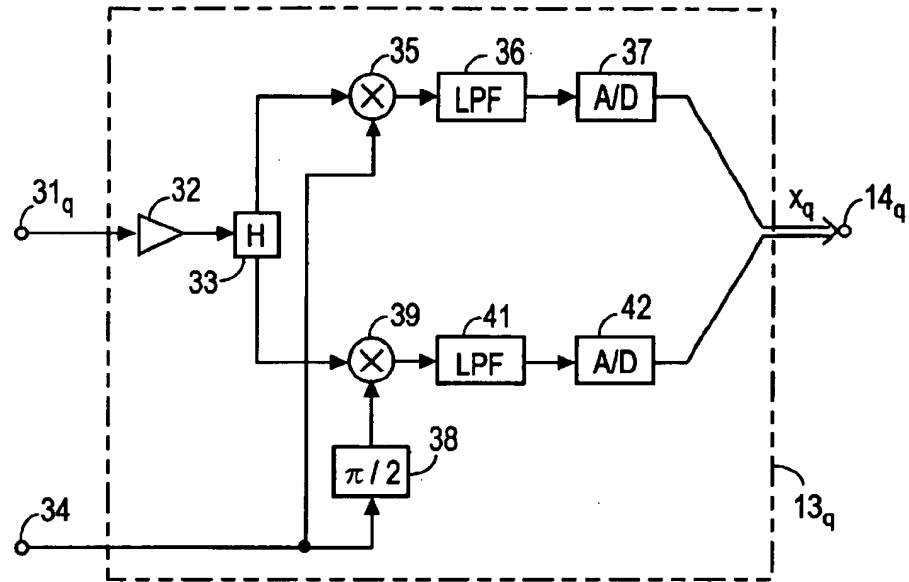 35
36
37
×
LPF
A/D
31q
32
H
33
xq
14q
39
41
42
×
LPF
A/D
π / 2
38
34
13q